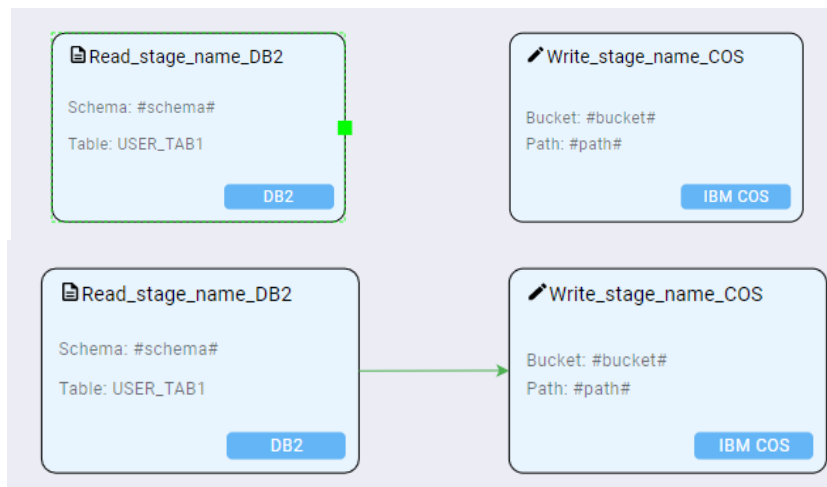 Read_stage_name_DB2
Schema: #schema#
Table: USER_TAB1
DB2
Write_stage_name_COS
Bucket: #bucket#
Path: #path#
IBM COS
Read_stage_name_DB2
Schema: #schema#
Table: USER_TAB1
DB2
Write_stage_name_COS
Bucket: #bucket#
Path: #path#
IBM COS